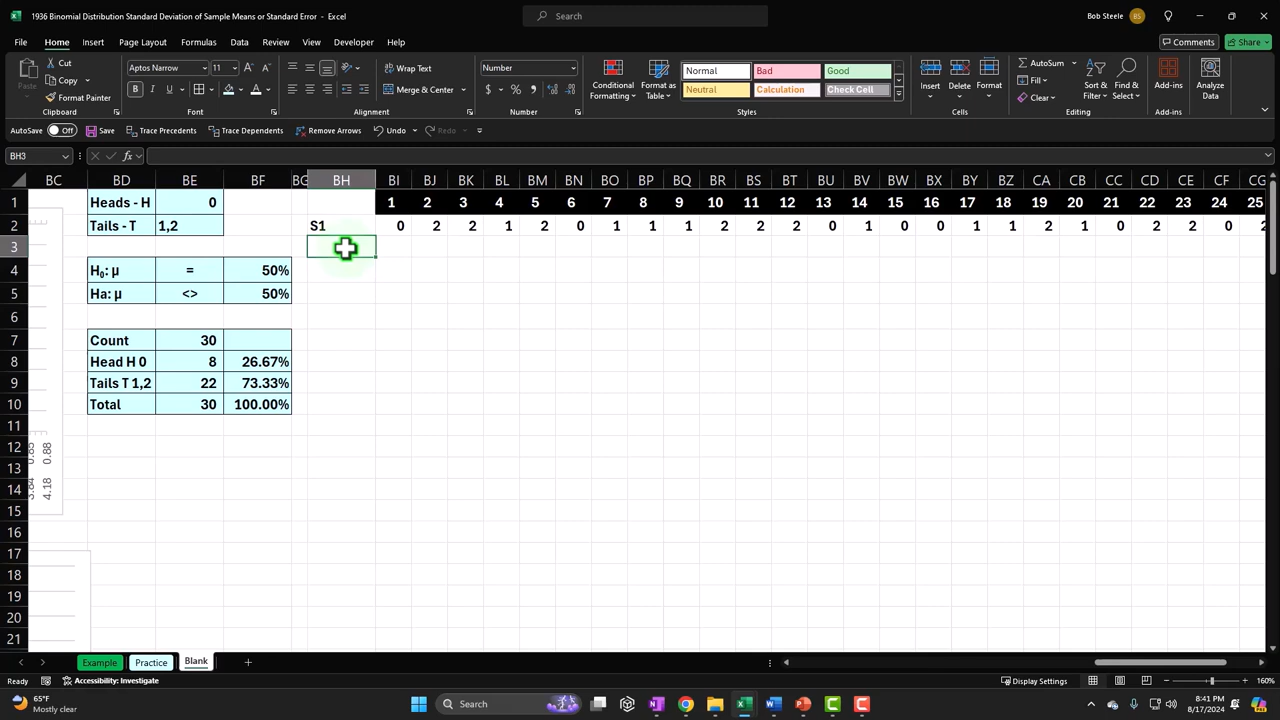 1936 Binomial Distribution Standard Deviation of Sample Means or Standard Error - Excel
Search
Bob Steele BS
File Home Insert Page Layout Formulas Data Review View Developer Help
Comments Share
Paste
Cut
Copy
Format Painter
Clipboard
Aptos Narrow 11
B I U
Font
Wrap Text
Merge & Center
Alignment
Number
$ % 9
Number
Conditional Formatting
Format as Table
Normal Bad Good
Neutral Calculation Check Cell
Styles
Insert Delete Format
Cells
AutoSum
Fill
Clear
Sort & Filter
Find & Select
Editing
Add-ins
Add-ins
Analyze Data
AutoSave Off Save Trace Precedents Trace Dependents Remove Arrows Undo Redo
BH3 fx
BC BD BE BF BG BH BI BJ BK BL BM BN BO BP BQ BR BS BT BU BV BW BX BY BZ CA CB CC CD CE CF CG
1 Heads - H 0 1 2 3 4 5 6 7 8 9 10 11 12 13 14 15 16 17 18 19 20 21 22 23 24 25
2 Tails - T 1,2 S1 0 2 2 1 2 0 1 1 1 2 2 2 0 1 0 0 1 1 2 1 0 2 2 0 2
3
4 H₀: µ = 50%
5 Ha: µ <> 50%
6
7 Count 30
8 Head H 0 8 26.67%
9 Tails T 1,2 22 73.33%
10 Total 30 100.00%
11
12
13
14
15
16
17
18
19
20
21
0.88
4.18
Example Practice Blank
Ready Accessibility: Investigate Display Settings 160%
65°F
Mostly clear
Search
8:41 PM
8/17/2024